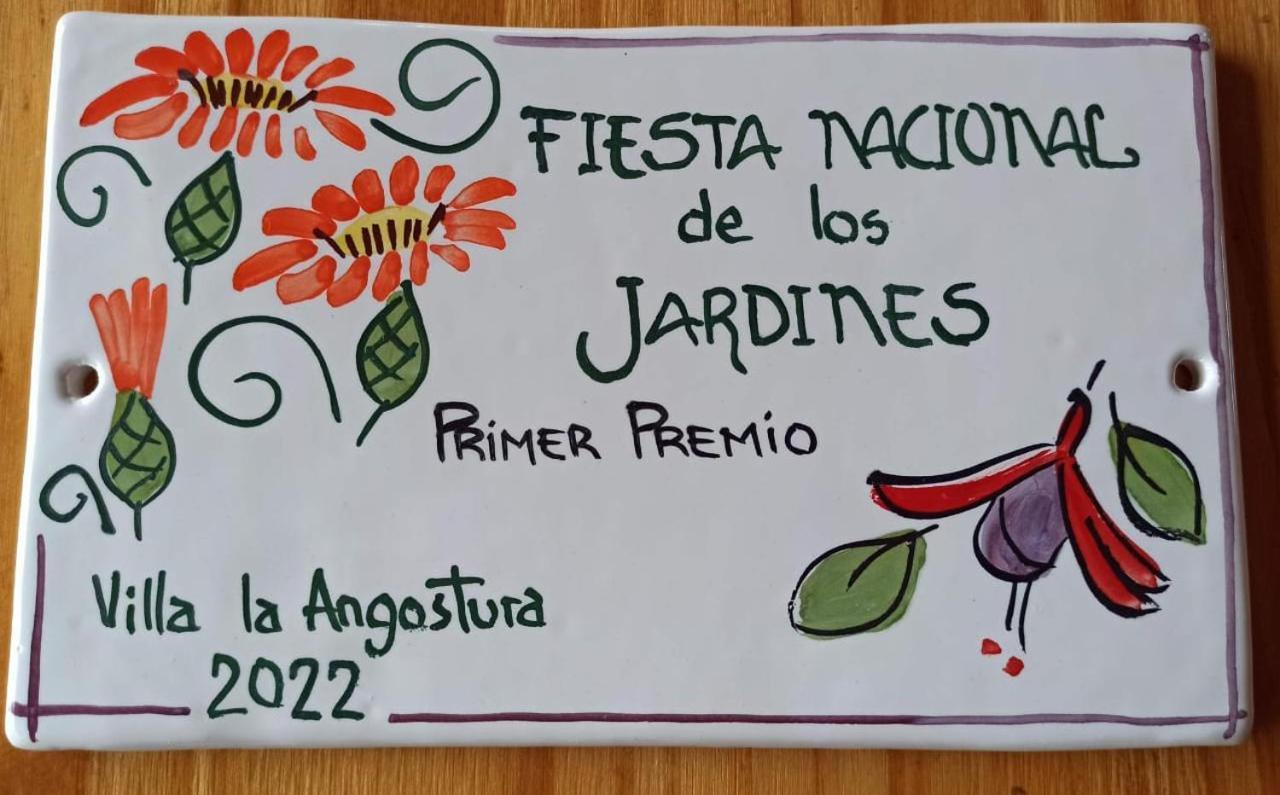 FIESTA NACIONAL
de los
JARDINES
PRiMER PREMiO
Villa la Angostura
2022